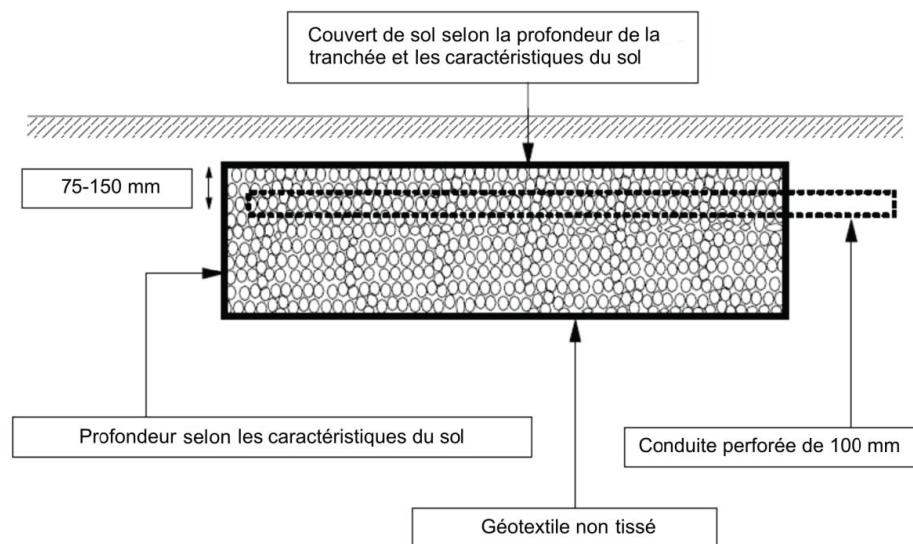 Couvert de sol selon la profondeur de la
tranchée et les caractéristiques du sol
75-150 mm
Profondeur selon les caractéristiques du sol
Conduite perforée de 100 mm
Géotextile non tissé